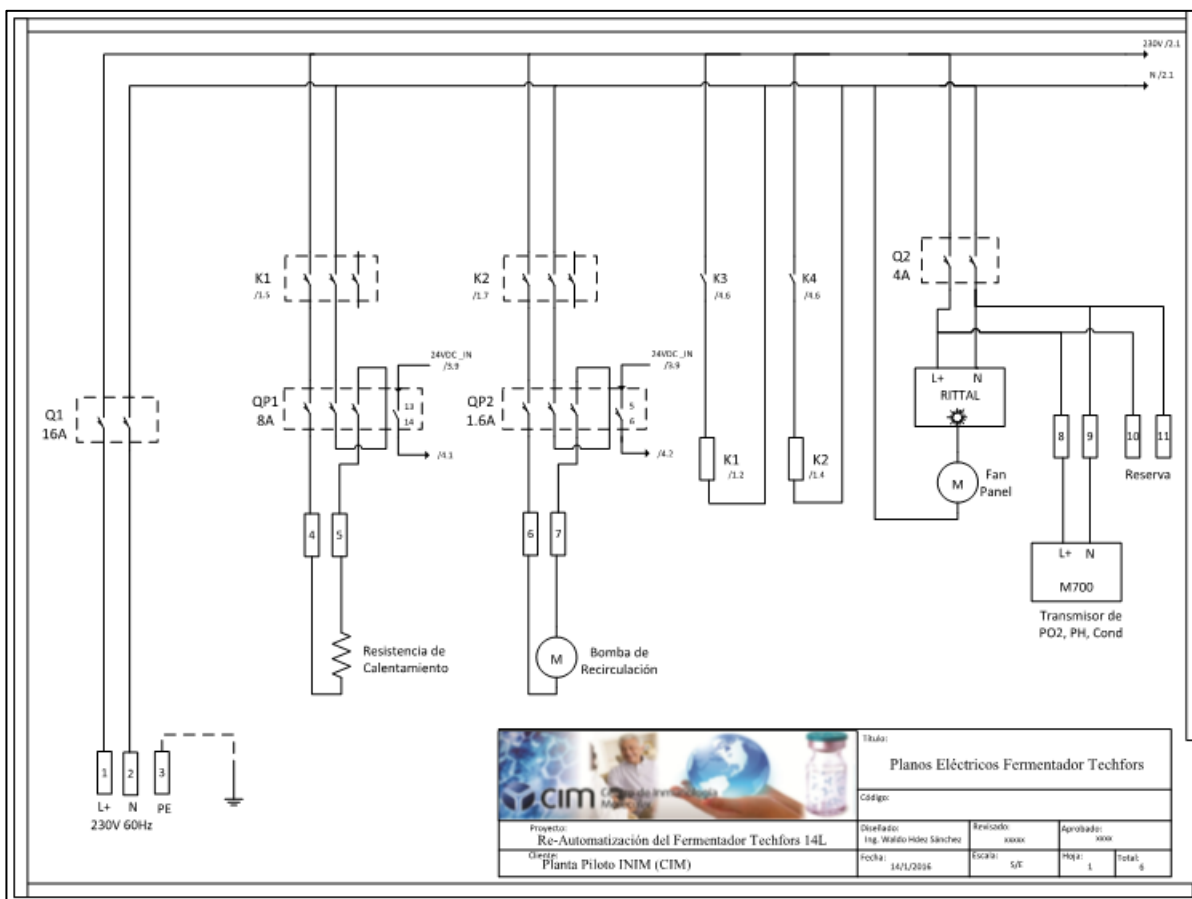 230V /2.1
N /2.1
Q1
16A
K1
/1.5
QP1
8A
24VDC_IN
/3.9
13
14
/4.1
4
5
Resistencia de
Calentamiento
K2
/1.7
QP2
1.6A
24VDC_IN
/3.9
5
6
/4.2
6
7
M
Bomba de
Recirculación
K3
/4.6
K1
/1.2
K4
/4.6
K2
/1.4
Q2
4A
L+ N
RITTAL
M
Fan
Panel
8
9
10
11
Reserva
L+ N
M700
Transmisor de
PO2, PH, Cond
1
2
3
L+ N PE
230V 60Hz
CIM
Título:
Planos Eléctricos Fermentador Techfors
Código:
Proyecto:
Re-Automatización del Fermentador Techfors 14L
Cliente:
Planta Piloto INIM (CIM)
Diseñado:
Ing. Waldo Hdez Sánchez
Revisado:
xxxxx
Aprobado:
xxxx
Fecha:
14/1/2016
Escala:
S/E
Hoja:
1
Total:
6